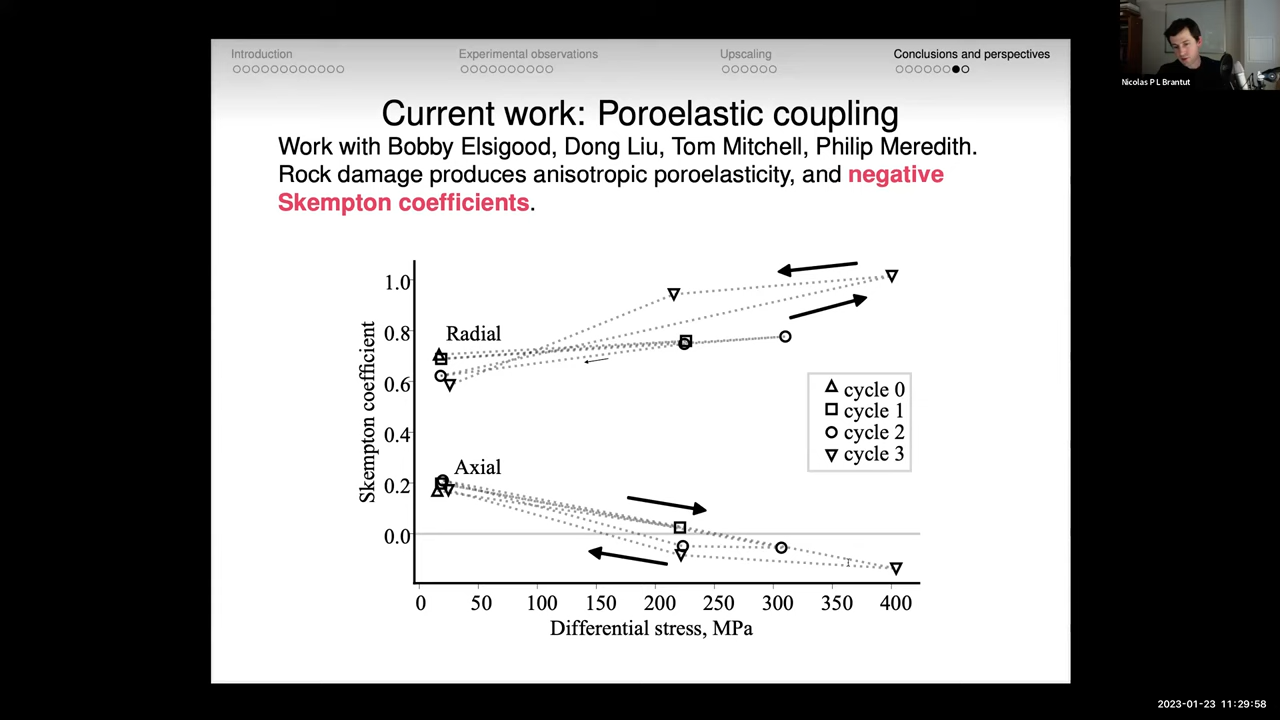 Introduction
Experimental observations
Upscaling
Conclusions and perspectives
Nicolas P L Brantut
Current work: Poroelastic coupling
Work with Bobby Elsigood, Dong Liu, Tom Mitchell, Philip Meredith.
Rock damage produces anisotropic poroelasticity, and negative
Skempton coefficients.
Skempton coefficient
1.0
0.8
0.6
0.4
0.2
0.0
Radial
Axial
cycle 0
cycle 1
cycle 2
cycle 3
0 50 100 150 200 250 300 350 400
Differential stress, MPa
2023-01-23 11:29:58